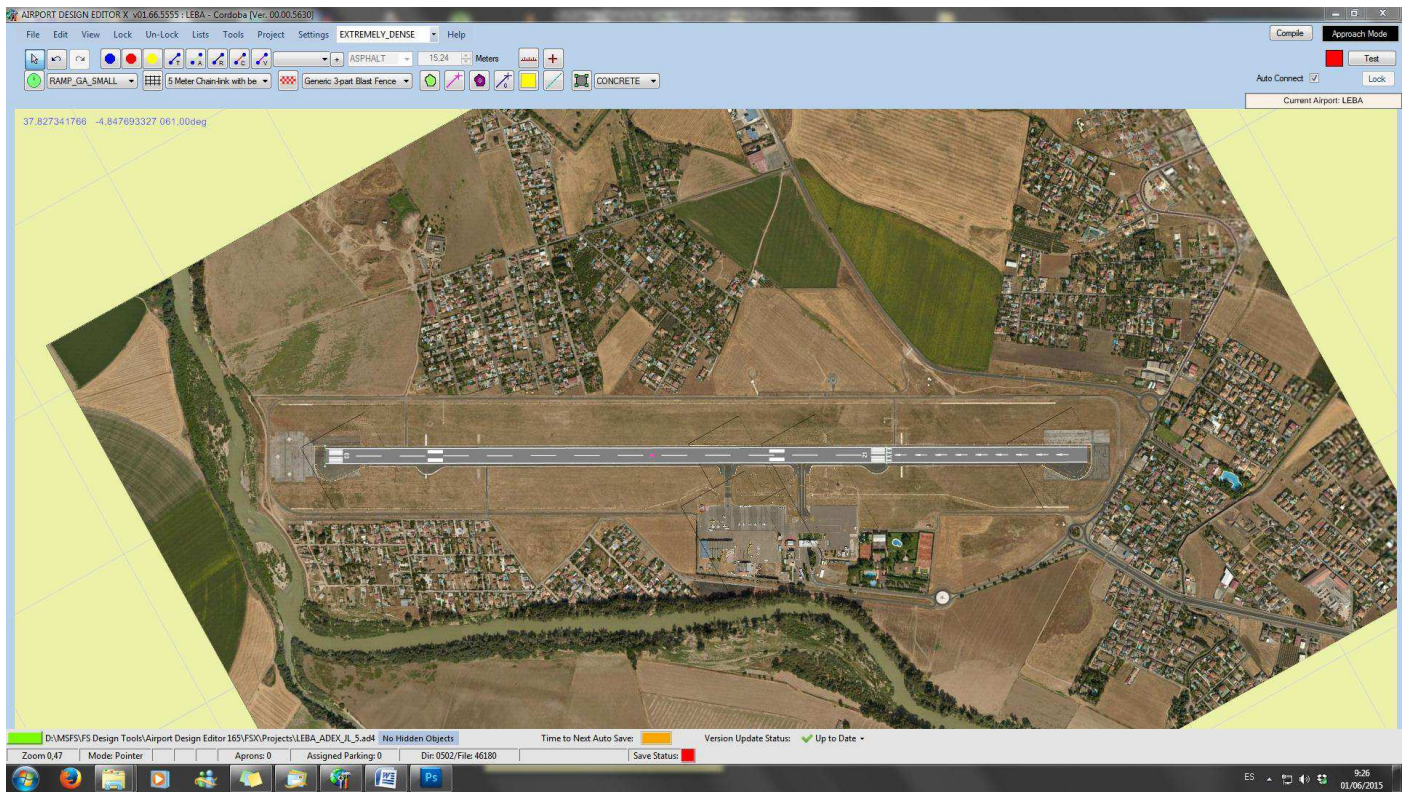 AIRPORT DESIGN EDITOR X v01.66.5555 : LEBA - Cordoba [Ver. 00.00.5630]
File Edit View Lock Un-Lock Lists Tools Project Settings EXTREMELY_DENSE Help Compile Approach Mode
T A R C V + ASPHALT 15,24 Meters Test
RAMP_GA_SMALL 5 Meter Chain-link with be Generic 3-part Blast Fence CONCRETE Auto Connect Lock
Current Airport: LEBA
37,827341766 -4,847693327 061,00deg
D:\MSFS\FS Design Tools\Airport Design Editor 165\FSX\Projects\LEBA_ADEX_JL_5.ad4 No Hidden Objects Time to Next Auto Save: Version Update Status: Up to Date
Zoom 0,47 Mode: Pointer Aprons: 0 Assigned Parking: 0 Dir: 0502/File: 46180 Save Status:
Ps ES 9:26
01/06/2015